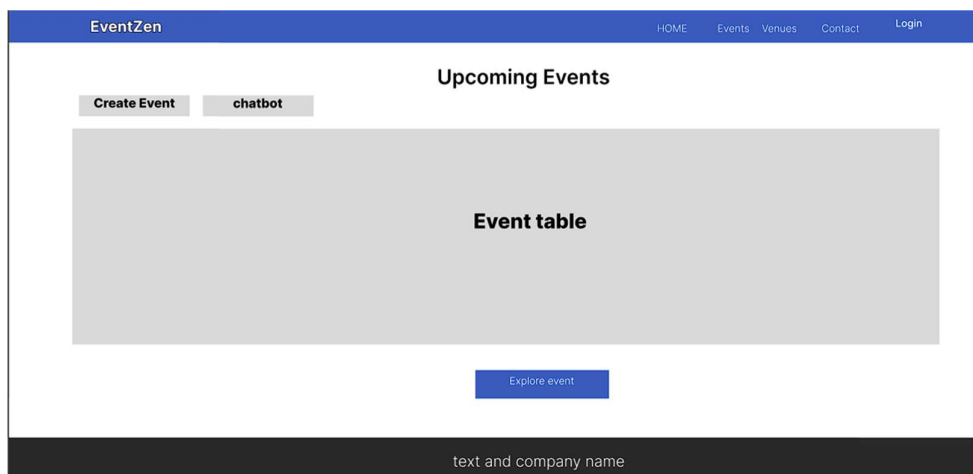 EventZen
HOME Events Venues Contact Login
Upcoming Events
Create Event chatbot
Event table
Explore event
text and company name